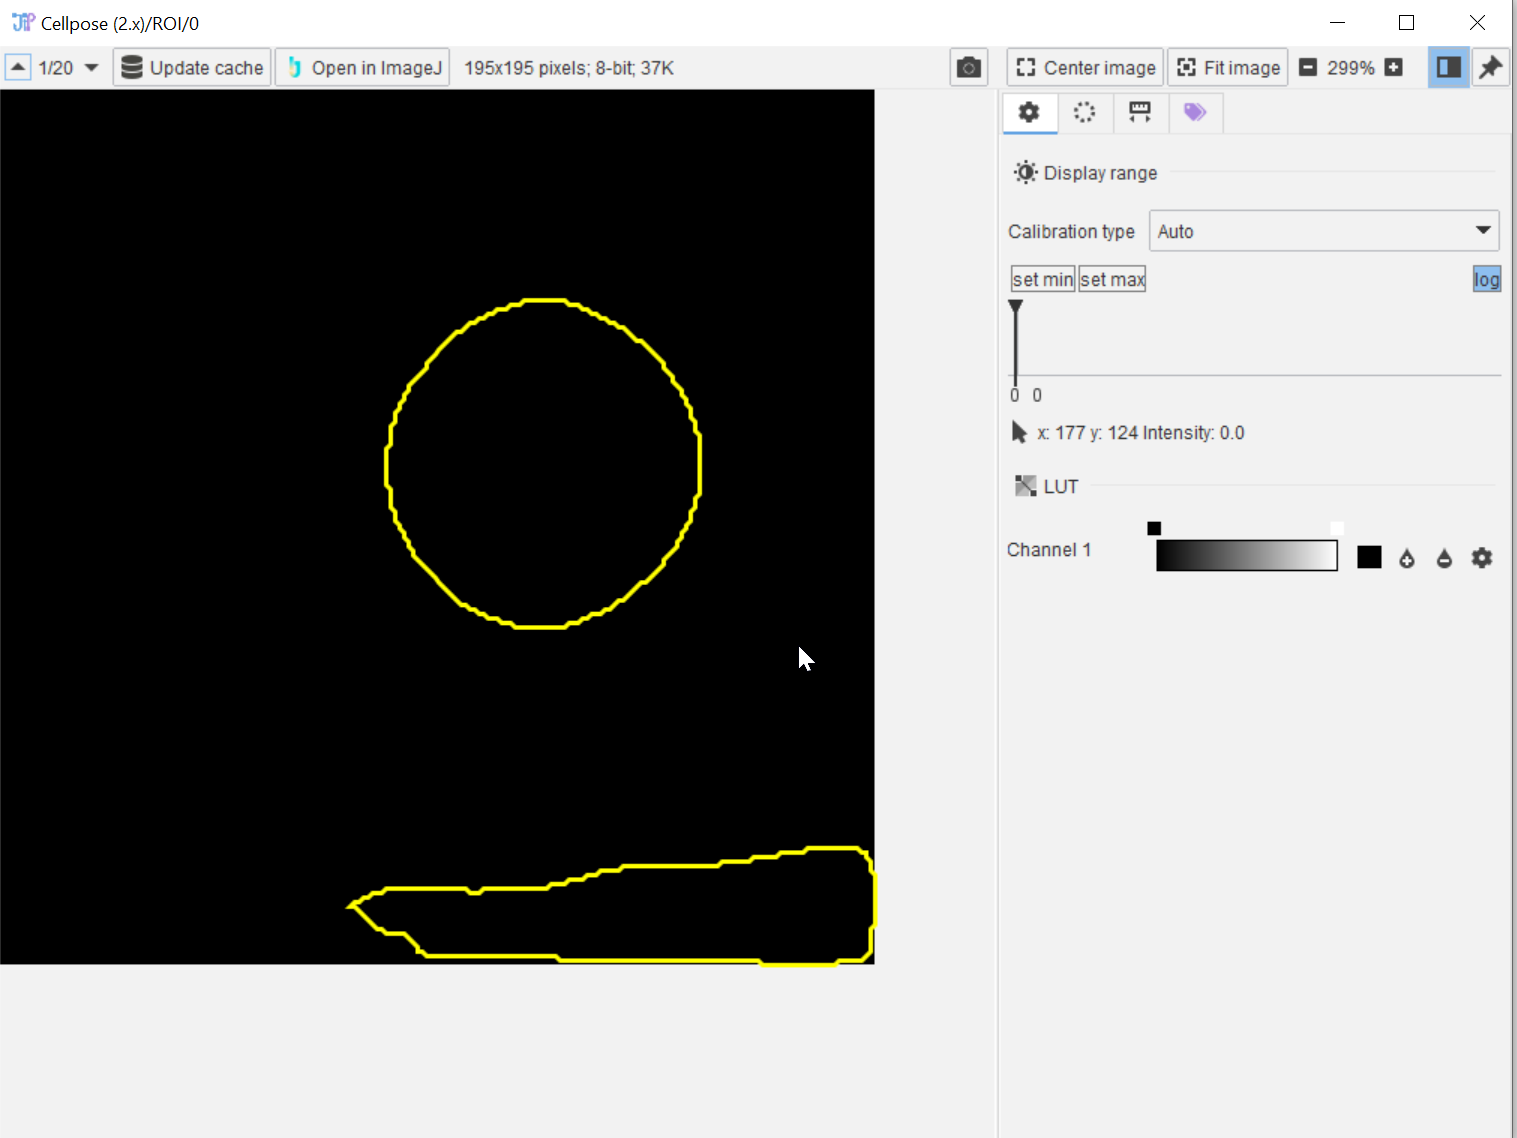 Cellpose (2.x)/ROI/0
1/20 Update cache Open in ImageJ 195x195 pixels; 8-bit; 37K Center image Fit image 299%
Display range
Calibration type Auto
set min set max log
0 0
x: 177 y: 124 Intensity: 0.0
LUT
Channel 1